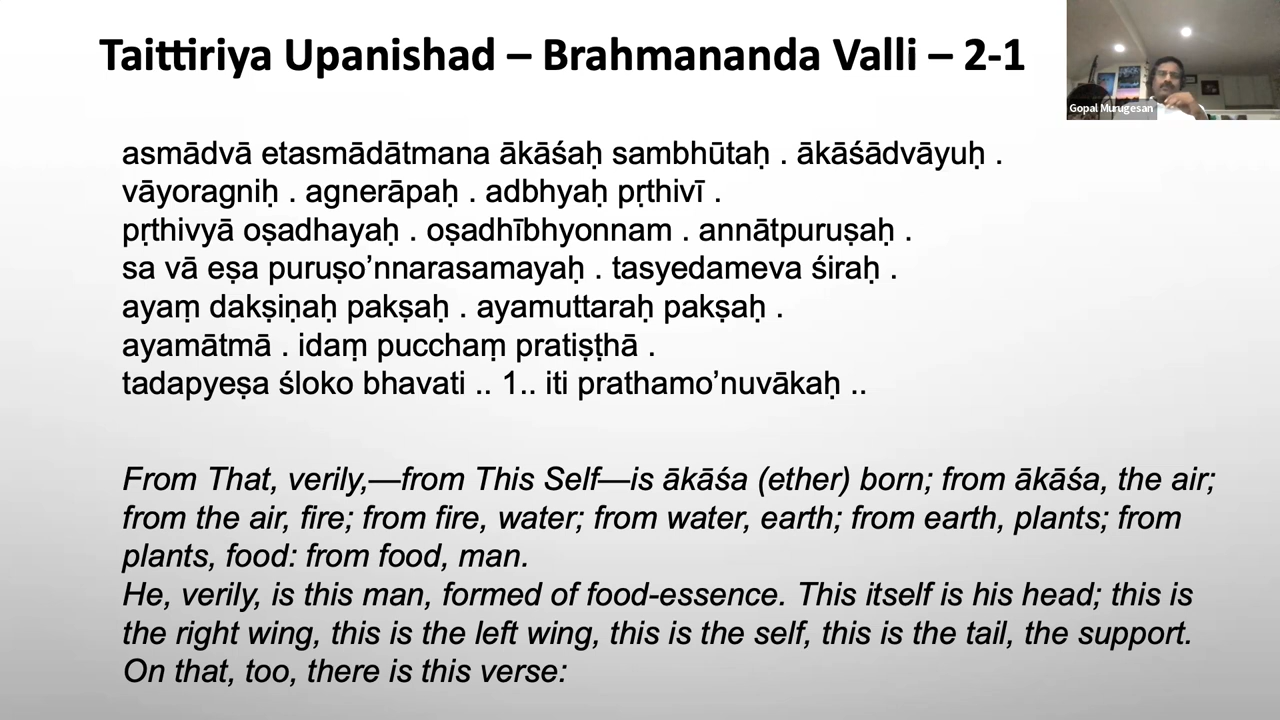 Taittiriya Upanishad – Brahmananda Valli – 2-1
Gopal Murugesan
asmādvā etasmādātmana ākāśaḥ sambhūtaḥ . ākāśādvāyuḥ .
vāyoragniḥ . agnerāpaḥ . adbhyaḥ pṛthivī .
pṛthivyā oṣadhayaḥ . oṣadhībhyonnam . annātpuruṣaḥ .
sa vā eṣa puruṣo’nnarasamayaḥ . tasyedameva śiraḥ .
ayaṃ dakṣiṇaḥ pakṣaḥ . ayamuttaraḥ pakṣaḥ .
ayamātmā . idaṃ pucchaṃ pratiṣṭhā .
tadapyeṣa śloko bhavati .. 1.. iti prathamo’nuvākaḥ ..
From That, verily,—from This Self—is ākāśa (ether) born; from ākāśa, the air;
from the air, fire; from fire, water; from water, earth; from earth, plants; from
plants, food: from food, man.
He, verily, is this man, formed of food-essence. This itself is his head; this is
the right wing, this is the left wing, this is the self, this is the tail, the support.
On that, too, there is this verse: